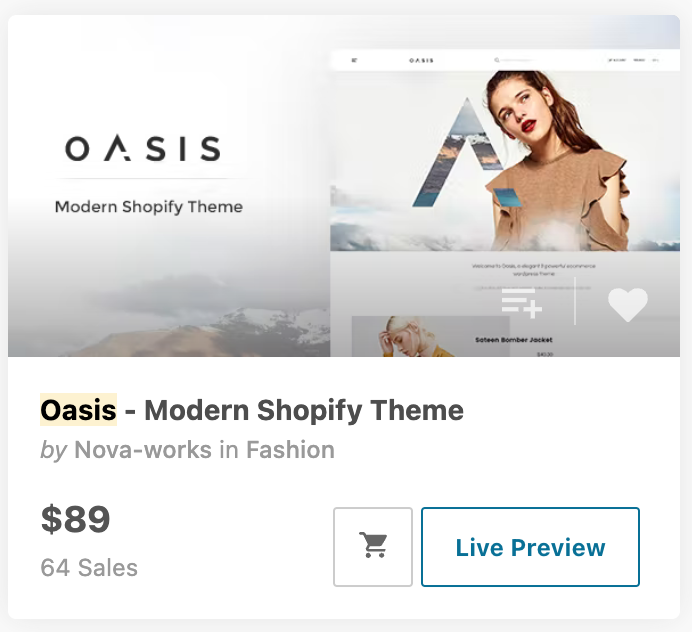 OASIS
OASIS
Modern Shopify Theme
Welcome to Oasis, a elegant & powerful ecommerce
wordpress theme
Sateen Bomber Jacket
$40.30
Oasis - Modern Shopify Theme
by Nova-works in Fashion
$89
64 Sales
Live Preview